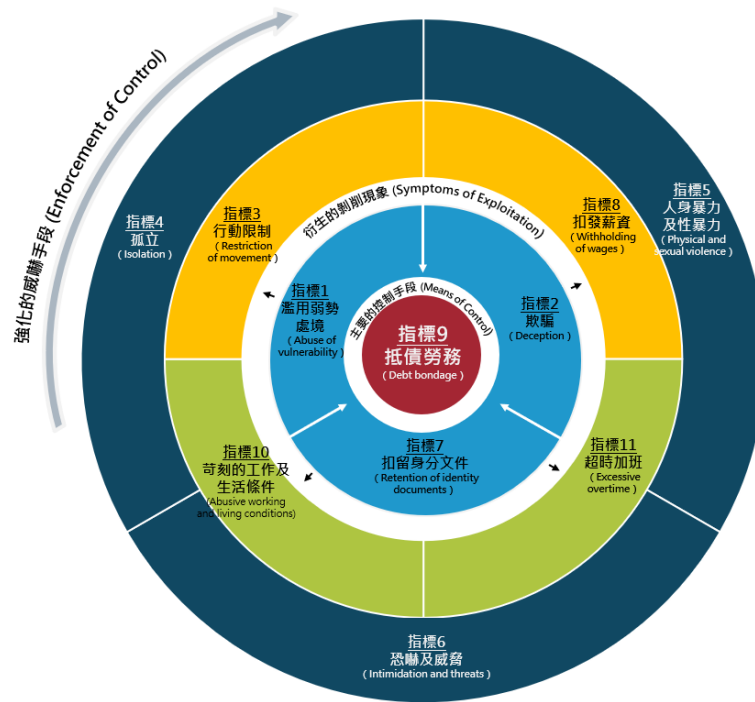 強化的威嚇手段 (Enforcement of Control)
指標4
孤立
(Isolation)
指標5
人身暴力
及性暴力
(Physical and
sexual violence)
指標6
恐嚇及威脅
(Intimidation and threats)
衍生的剝削現象 (Symptoms of Exploitation)
指標3
行動限制
(Restriction
of movement)
指標8
扣發薪資
(Withholding
of wages)
指標10
苛刻的工作及
生活條件
(Abusive working
and living conditions)
指標11
超時加班
(Excessive
overtime)
主要的控制手段 (Means of Control)
指標1
濫用弱勢
處境
(Abuse of
vulnerability)
指標2
欺騙
(Deception)
指標7
扣留身分文件
(Retention of identity
documents)
指標9
抵債勞務
(Debt bondage)